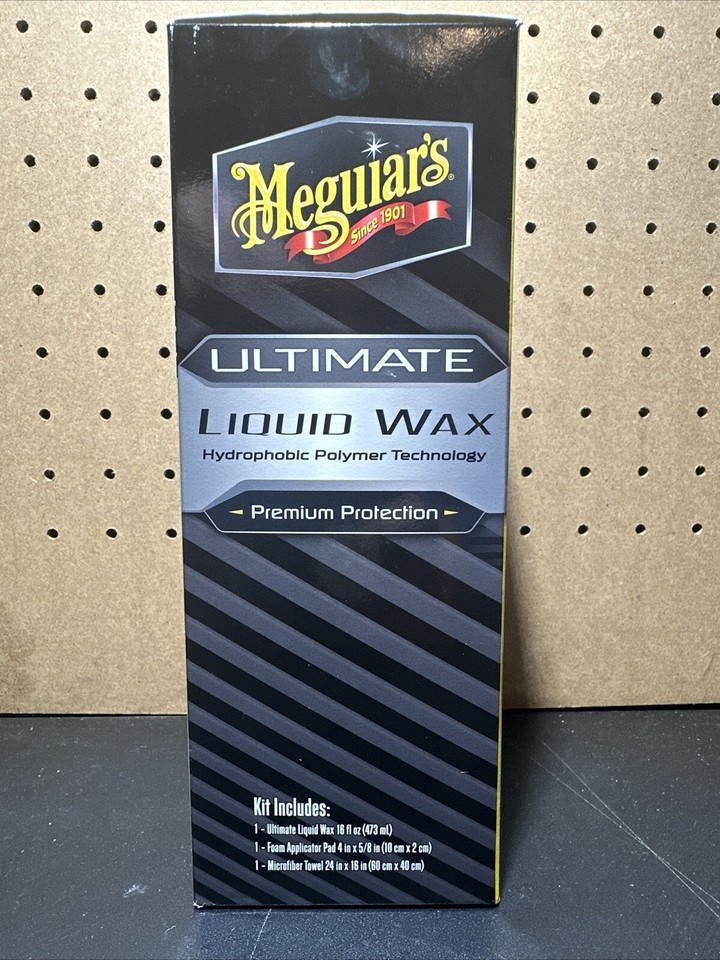 Meguiar's®
Since 1901
ULTIMATE
LIQUID WAX
Hydrophobic Polymer Technology
Premium Protection
Kit Includes:
1 - Ultimate Liquid Wax 16 fl oz (473 mL)
1 - Foam Applicator Pad 4 in x 5/8 in (10 cm x 2 cm)
1 - Microfiber Towel 24 in x 16 in (60 cm x 40 cm)